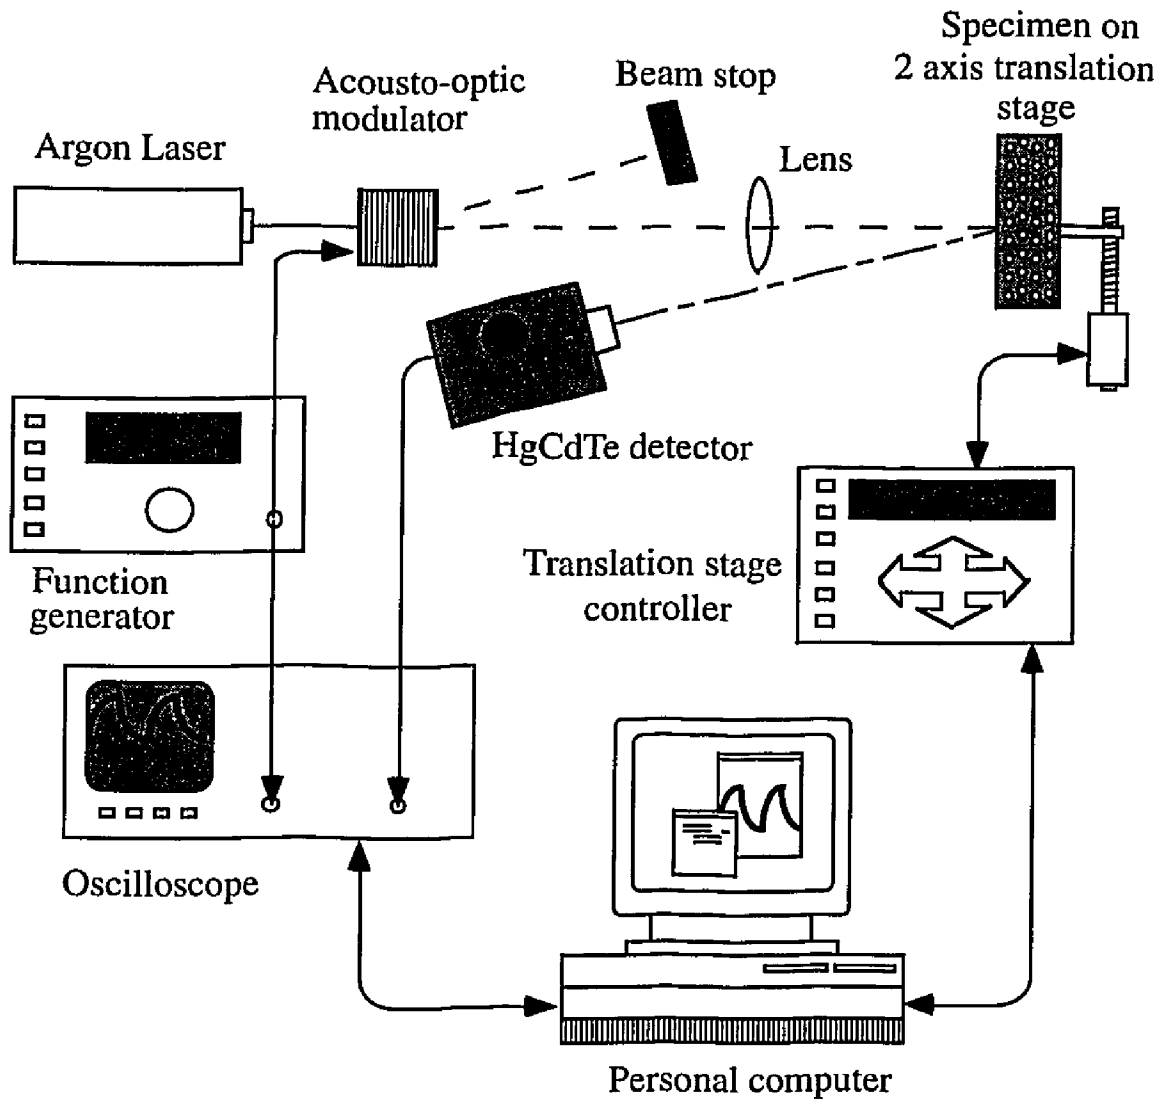 Specimen on
2 axis translation
stage
Beam stop
Acousto-optic
modulator
Argon Laser
Lens
HgCdTe detector
Function
generator
Translation stage
controller
Oscilloscope
Personal computer